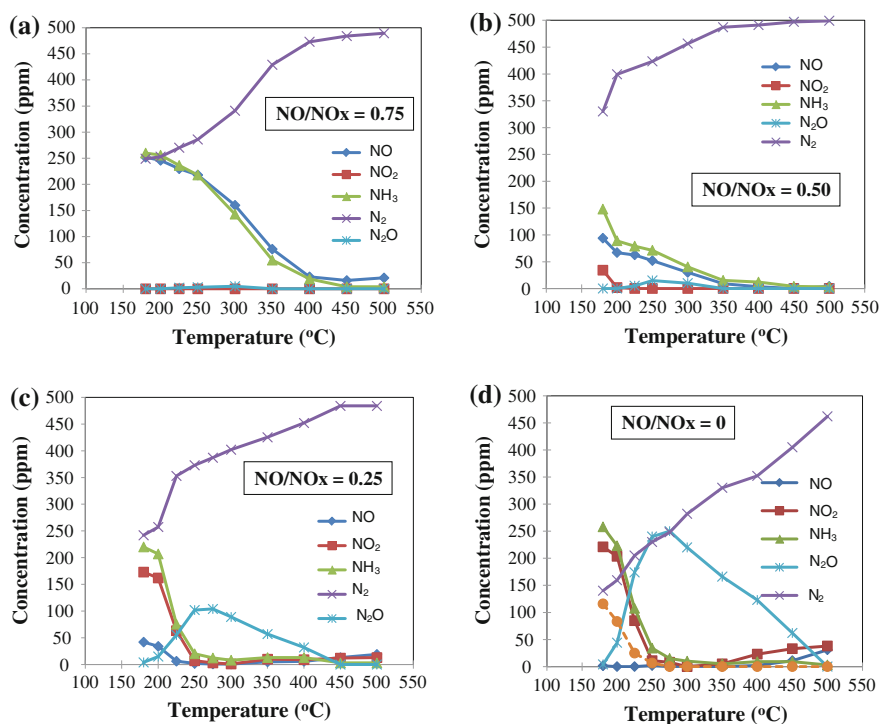 (a)
500
450
400
350
300
250
200
150
100
50
0
Concentration (ppm)
100 150 200 250 300 350 400 450 500 550
Temperature (°C)
NO/NOx = 0.75
NO
NO₂
NH₃
N₂
N₂O
(b)
500
450
400
350
300
250
200
150
100
50
0
Concentration (ppm)
100 150 200 250 300 350 400 450 500 550
Temperature (°C)
NO
NO₂
NH₃
N₂O
N₂
NO/NOx = 0.50
(c)
500
450
400
350
300
250
200
150
100
50
0
Concentration (ppm)
100 150 200 250 300 350 400 450 500 550
Temperature (°C)
NO/NOx = 0.25
NO
NO₂
NH₃
N₂
N₂O
(d)
500
450
400
350
300
250
200
150
100
50
0
Concentration (ppm)
100 150 200 250 300 350 400 450 500 550
Temperature (°C)
NO/NOx = 0
NO
NO₂
NH₃
N₂O
N₂